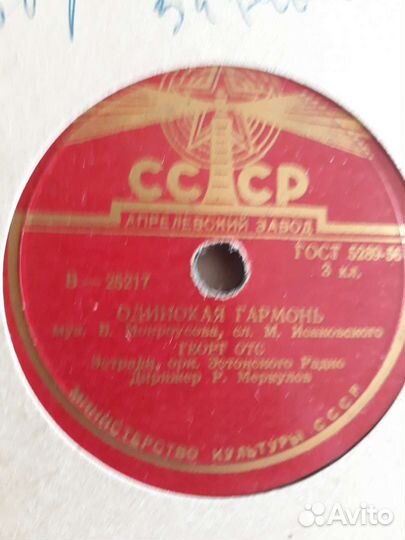 СССР
АПРЕЛЕВСКИЙ ЗАВОД
ГОСТ 5289-56
В — 25217
3 кл.
ОДИНОКАЯ ГАРМОНЬ
муз. Б. Мокроусова, сл. М. Исаковского
ГЕОРГ ОТС
Эстрадн. орк. Эстонского Радио
Дирижер Р. Меркулов
МИНИСТЕРСТВО КУЛЬТУРЫ СССР
Avito